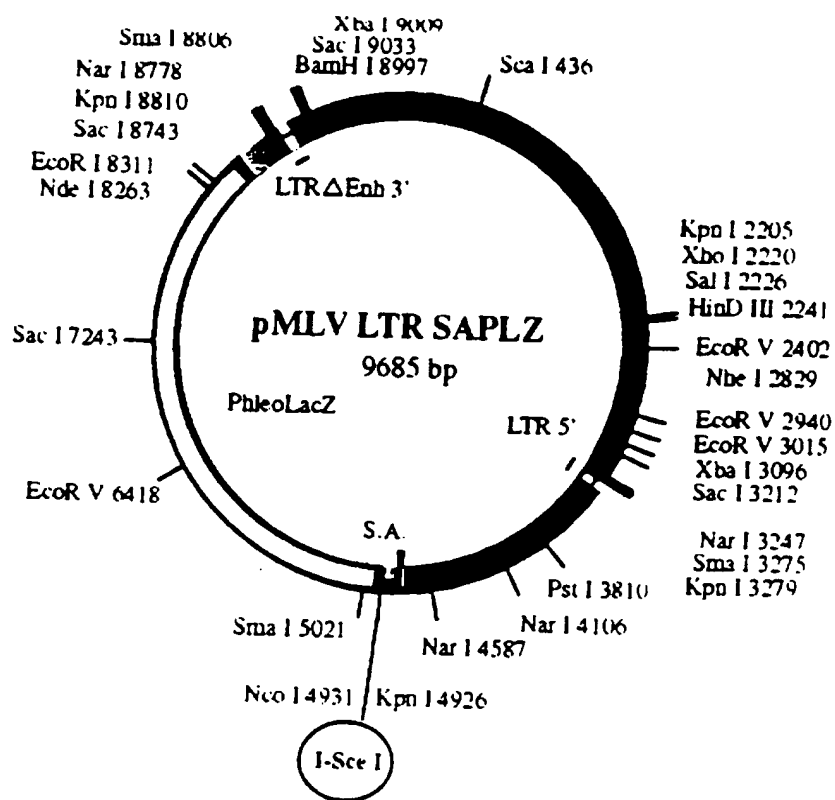 Xba I 9009
Sma I 8806
Sac I 9033
Nar I 8778
BamH I 8997
Sca I 436
Kpn I 8810
Sac I 8743
EcoR I 8311
Nde I 8263
LTR △ Enh 3'
Kpn I 2205
Xho I 2220
Sal I 2226
HinD III 2241
pMLV LTR SAPLZ
Sac I 7243
EcoR V 2402
9685 bp
Nhe I 2829
PhleoLacZ
LTR 5'
EcoR V 2940
EcoR V 3015
Xba I 3096
EcoR V 6418
Sac I 3212
S.A.
Nar I 3247
Sma I 3275
Pst I 3810
Kpn I 3279
Sma I 5021
Nar I 4106
Nar I 4587
Nco I 4931
Kpn I 4926
I-Sce I